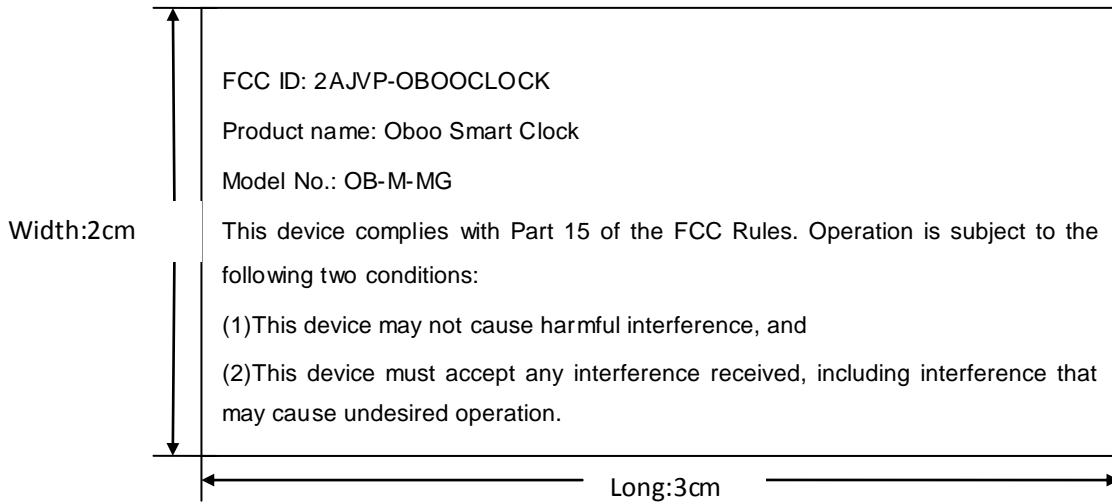 FCC ID: 2AJVP-OBOOCLOCK
Product name: Oboo Smart Clock
Model No.: OB-M-MG
Width:2cm
This device complies with Part 15 of the FCC Rules. Operation is subject to the
following two conditions:
(1)This device may not cause harmful interference, and
(2)This device must accept any interference received, including interference that
may cause undesired operation.
Long:3cm